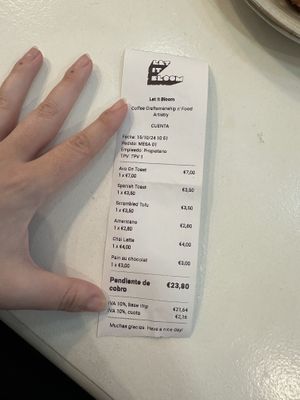 LET
IT
BLOOM
Let It Bloom
Coffee Craftsmanship n' Food
Artistry
CUENTA
Fecha: 10:51
Pedido: MESA 01
Empleado: Propietario
TPV: TPV 1
Avo On Toast €7,00
1 x €7,00
Spanish Toast €3,50
1 x €3,50
Scrambled Tofu €3,50
1 x €3,50
Americano €2,80
1 x €2,80
Chai Latte €4,00
1 x €4,00
Pain au chocolat €3,00
1 x €3,00
Pendiente de €23,80
cobro
IVA 10%, base imp €21,64
IVA 10%, cuota €2,16
Muchas gracias Have a nice day!